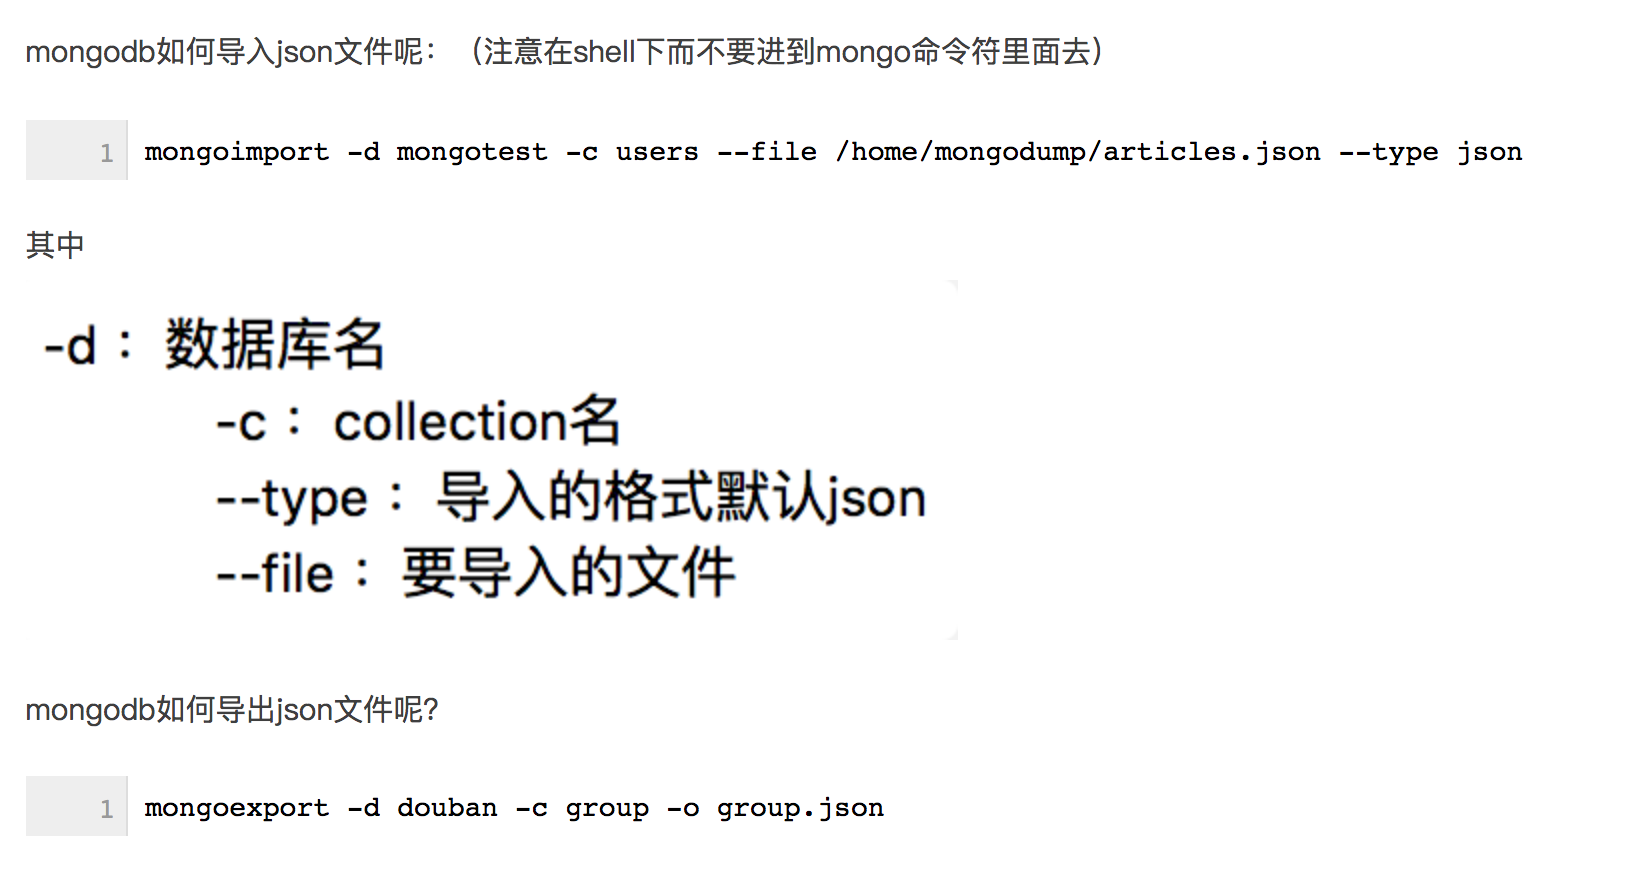 mongodb如何导入json文件呢：（注意在shell下而不要进到mongo命令符里面去）
1 mongoimport -d mongotest -c users --file /home/mongodump/articles.json --type json
其中
-d：数据库名
-c：collection名
--type：导入的格式默认json
--file：要导入的文件
mongodb如何导出json文件呢?
1 mongoexport -d douban -c group -o group.json